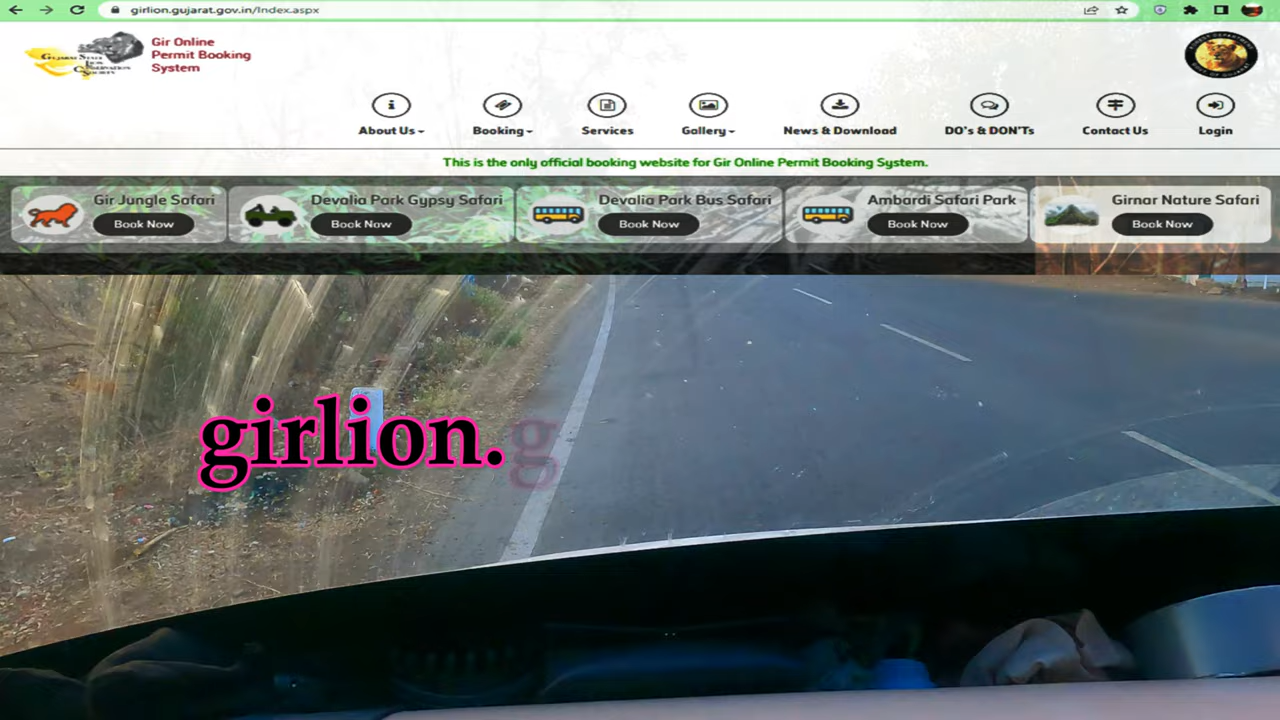 girlion.gujarat.gov.in/Index.aspx
Gir Online
Permit Booking
System
About Us
Booking
Services
Gallery
News & Download
DO's & DON'Ts
Contact Us
Login
This is the only official booking website for Gir Online Permit Booking System.
Gir Jungle Safari
Book Now
Devalia Park Gypsy Safari
Book Now
Devalia Park Bus Safari
Book Now
Ambardi Safari Park
Book Now
Girnar Nature Safari
Book Now
girlion.g